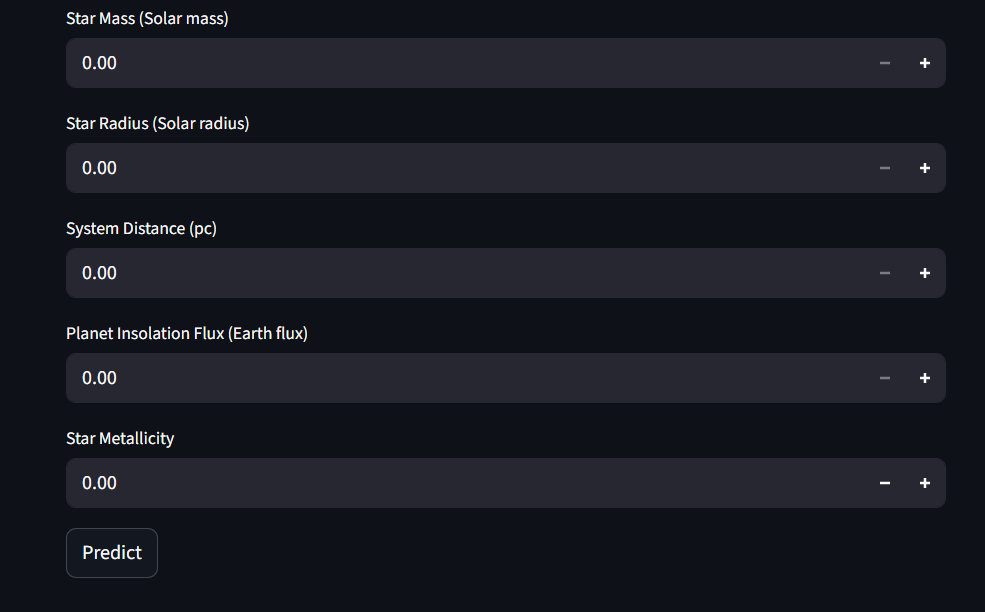 Star Mass (Solar mass)
0.00
Star Radius (Solar radius)
0.00
System Distance (pc)
0.00
Planet Insolation Flux (Earth flux)
0.00
Star Metallicity
0.00
Predict